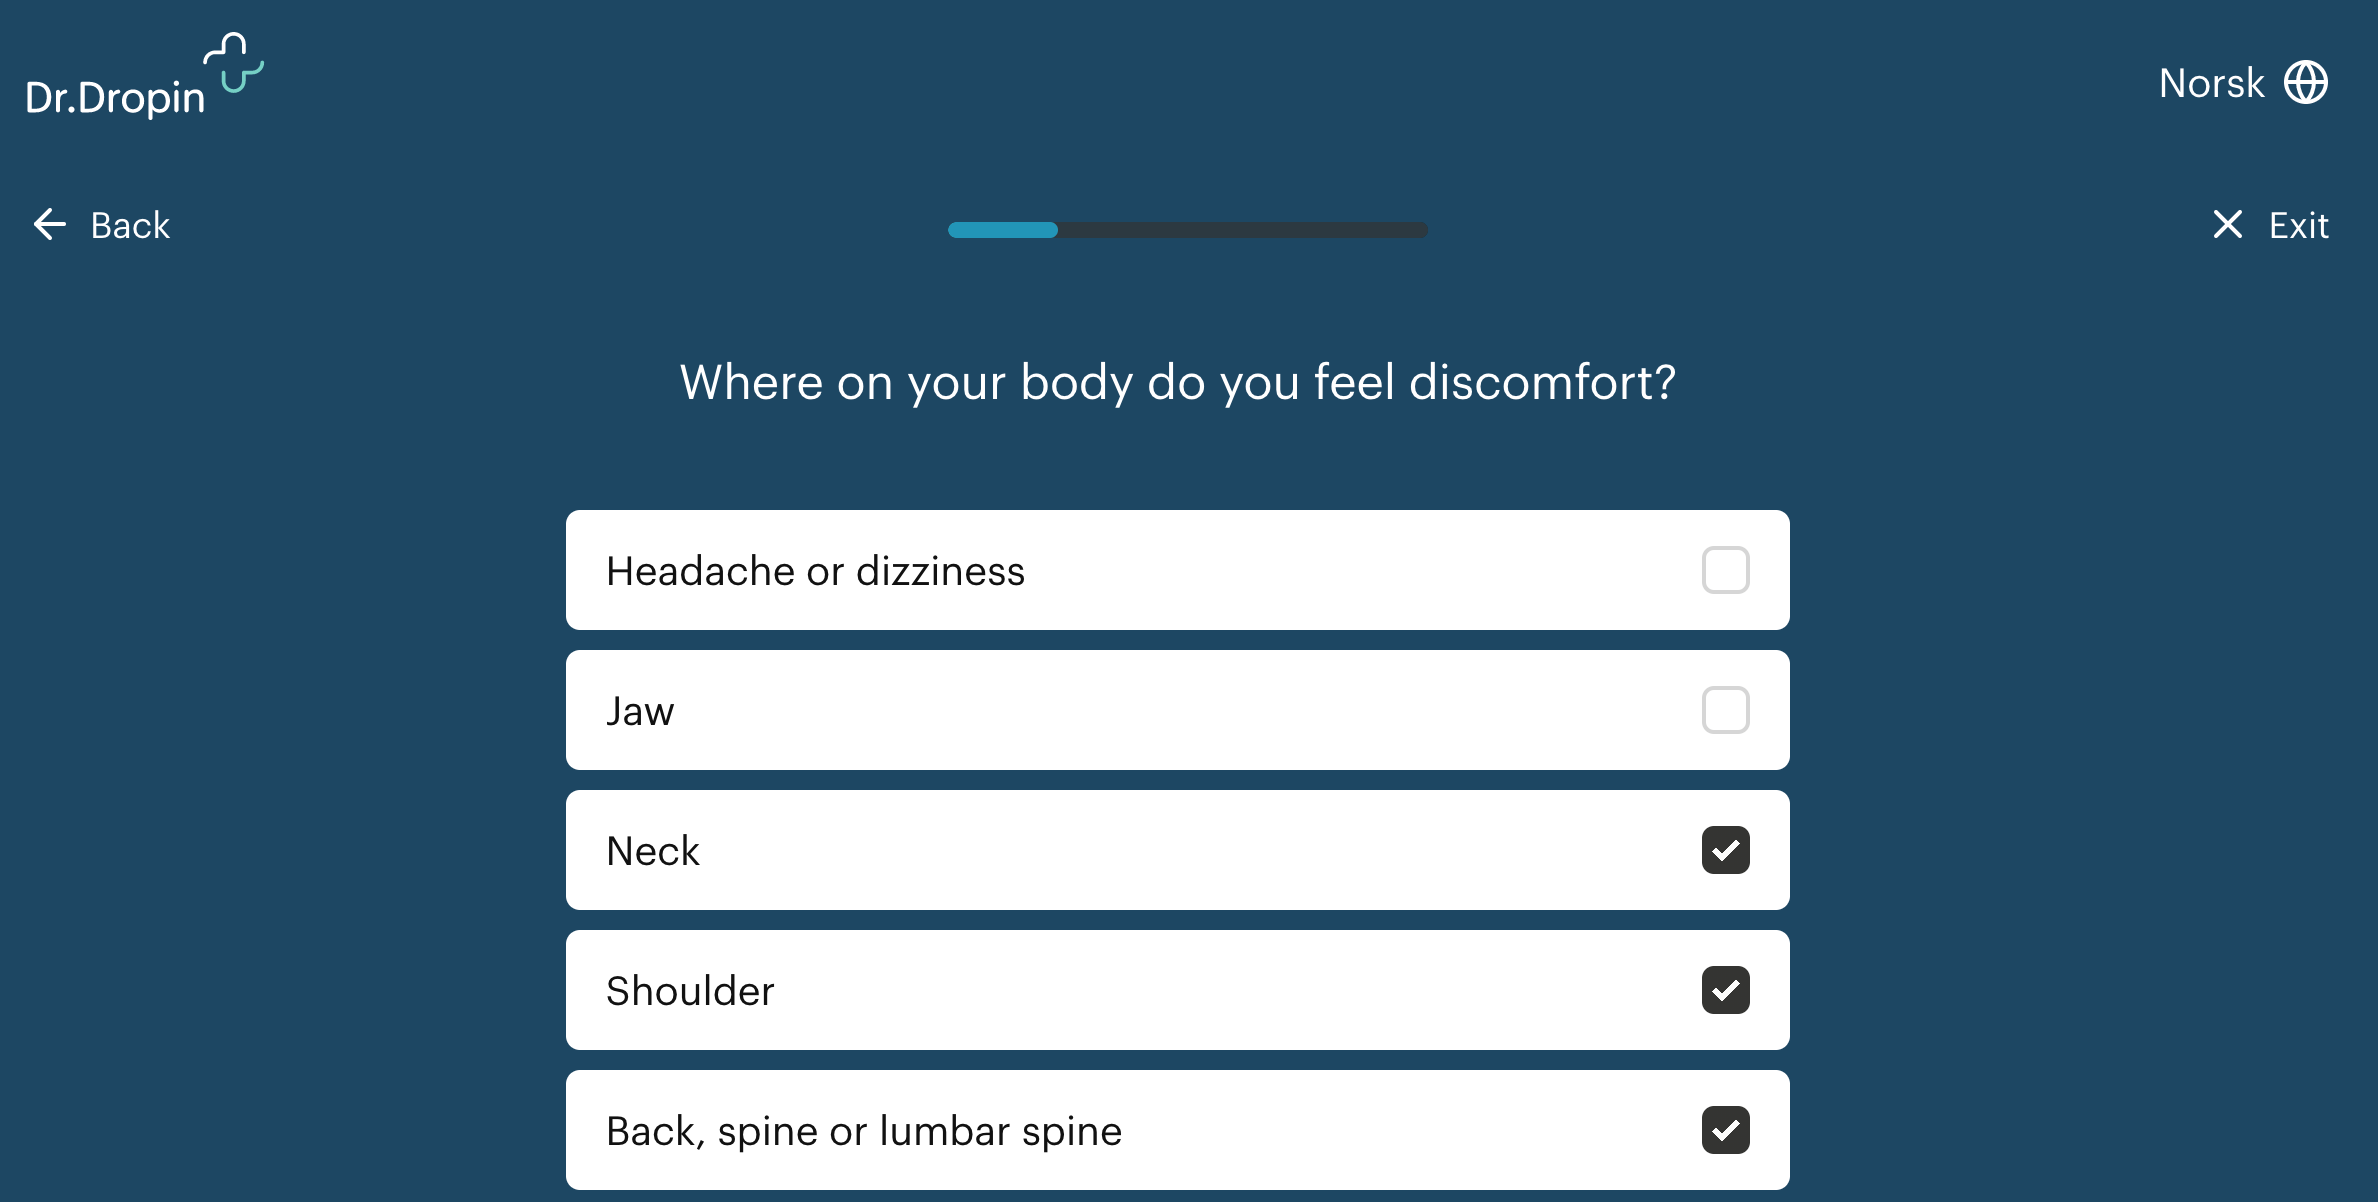 Dr.Dropin
Norsk
Back
Exit
Where on your body do you feel discomfort?
Headache or dizziness
Jaw
Neck
Shoulder
Back, spine or lumbar spine